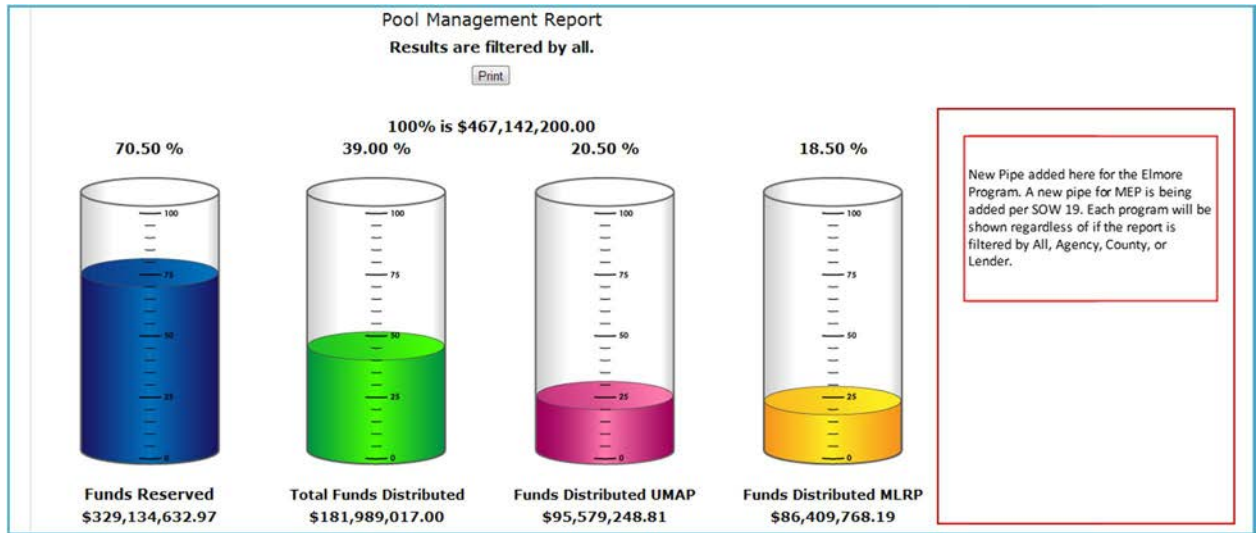 Pool Management Report
Results are filtered by all.
Print
100% is $467,142,200.00
70.50 %
39.00 %
20.50 %
18.50 %
100
75
50
25
0
100
75
50
25
0
100
75
50
25
0
100
75
50
25
0
Funds Reserved
$329,134,632.97
Total Funds Distributed
$181,989,017.00
Funds Distributed UMAP
$95,579,248.81
Funds Distributed MLRP
$86,409,768.19
New Pipe added here for the Elmore
Program. A new pipe for MEP is being
added per SOW 19. Each program will be
shown regardless of if the report is
filtered by All, Agency, County, or
Lender.